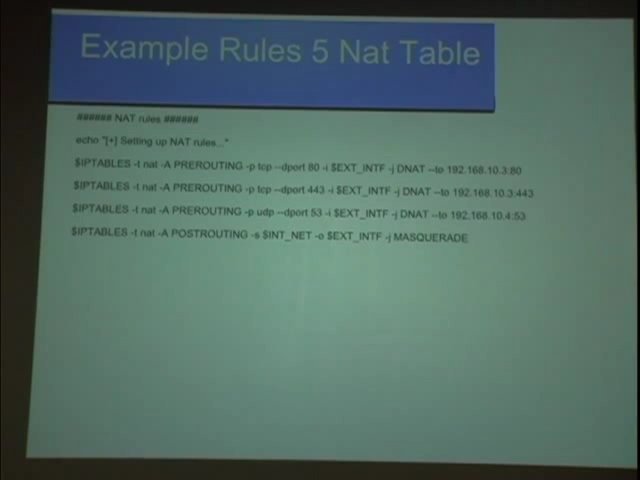 Example Rules 5 Nat Table
###### NAT rules ######
echo "[+] Setting up NAT rules..."
$IPTABLES -t nat -A PREROUTING -p tcp --dport 80 -i $EXT_INTF -j DNAT --to 192.168.10.3:80
$IPTABLES -t nat -A PREROUTING -p tcp --dport 443 -i $EXT_INTF -j DNAT --to 192.168.10.3:443
$IPTABLES -t nat -A PREROUTING -p udp --dport 53 -i $EXT_INTF -j DNAT --to 192.168.10.4:53
$IPTABLES -t nat -A POSTROUTING -s $INT_NET -o $EXT_INTF -j MASQUERADE